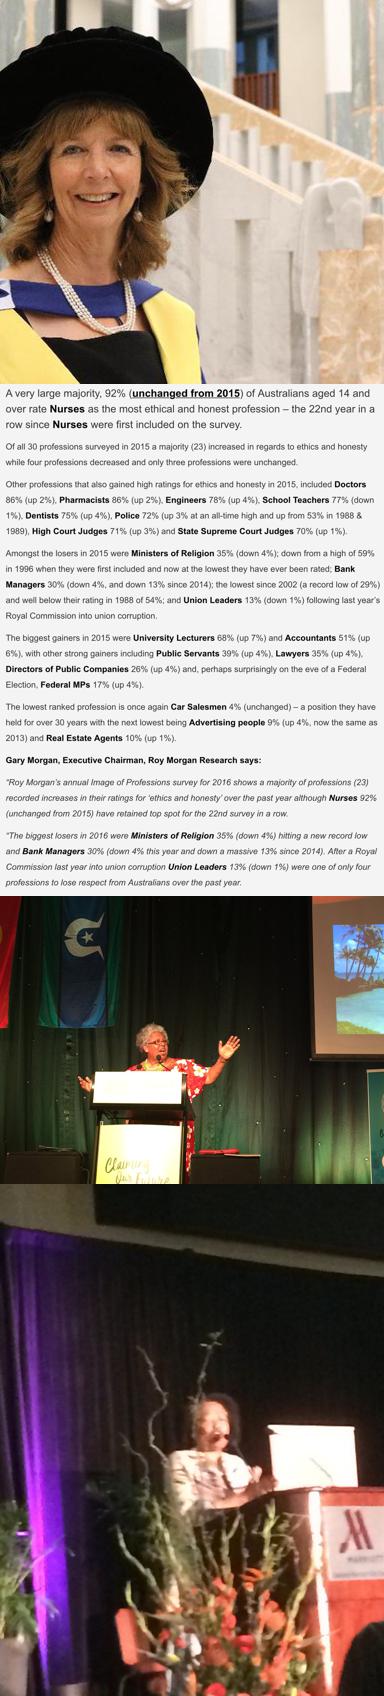 A very large majority, 92% (unchanged from 2015) of Australians aged 14 and
over rate Nurses as the most ethical and honest profession – the 22nd year in a
row since Nurses were first included on the survey.
Of all 30 professions surveyed in 2015 a majority (23) increased in regards to ethics and honesty
while four professions decreased and only three professions were unchanged.
Other professions that also gained high ratings for ethics and honesty in 2015, included Doctors
86% (up 2%), Pharmacists 86% (up 2%), Engineers 78% (up 4%), School Teachers 77% (down
1%), Dentists 75% (up 4%), Police 72% (up 3% at an all-time high and up from 53% in 1988 &
1989), High Court Judges 71% (up 3%) and State Supreme Court Judges 70% (up 1%).
Amongst the losers in 2015 were Ministers of Religion 35% (down 4%); down from a high of 59%
in 1996 when they were first included and now at the lowest they have ever been rated; Bank
Managers 30% (down 4%, and down 13% since 2014); the lowest since 2002 (a record low of 29%)
and well below their rating in 1988 of 54%; and Union Leaders 13% (down 1%) following last year's
Royal Commission into union corruption.
The biggest gainers in 2015 were University Lecturers 68% (up 7%) and Accountants 51% (up
6%), with other strong gainers including Public Servants 39% (up 4%), Lawyers 35% (up 4%),
Directors of Public Companies 26% (up 4%) and, perhaps surprisingly on the eve of a Federal
Election, Federal MPs 17% (up 4%).
The lowest ranked profession is once again Car Salesmen 4% (unchanged) – a position they have
held for over 30 years with the next lowest being Advertising people 9% (up 4%, now the same as
2013) and Real Estate Agents 10% (up 1%).
Gary Morgan, Executive Chairman, Roy Morgan Research says:
“Roy Morgan's annual Image of Professions survey for 2016 shows a majority of professions (23)
recorded increases in their ratings for ‘ethics and honesty’ over the past year although Nurses 92%
(unchanged from 2015) have retained top spot for the 22nd survey in a row.
“The biggest losers in 2016 were Ministers of Religion 35% (down 4%) hitting a new record low
and Bank Managers 30% (down 4% this year and down a massive 13% since 2014). After a Royal
Commission last year into union corruption Union Leaders 13% (down 1%) were one of only four
professions to lose respect from Australians over the past year.
Claiming
Our Future
MARRIOTT